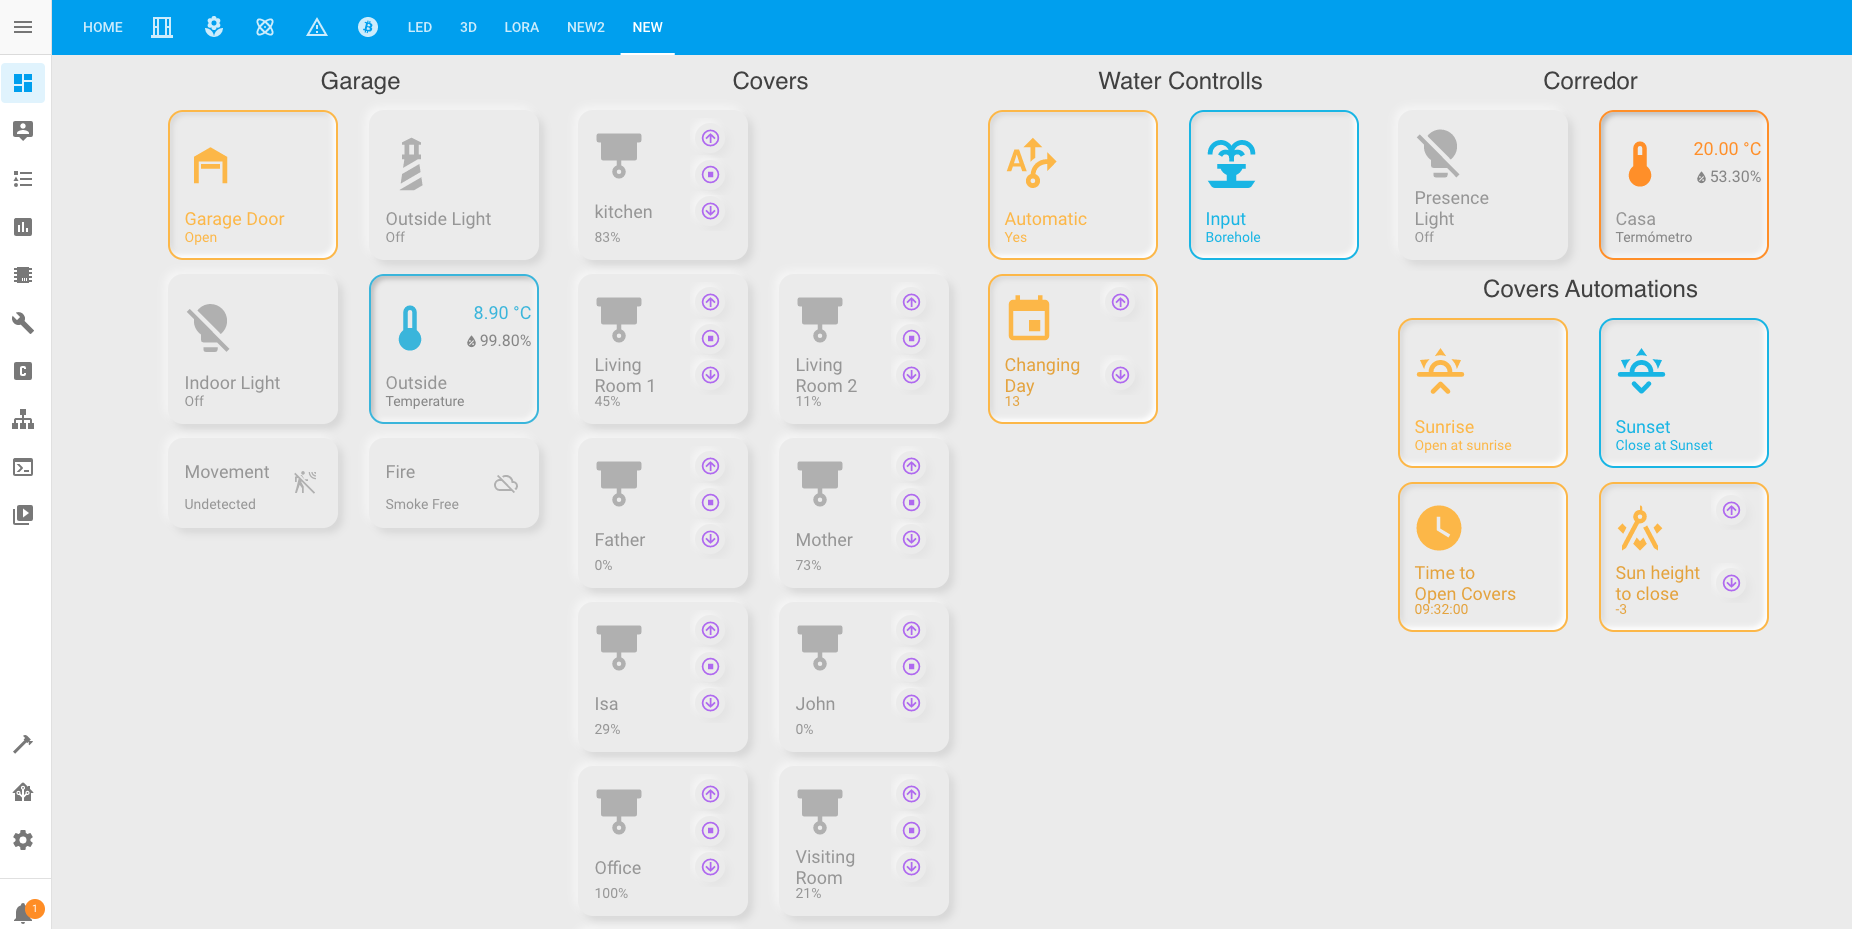 HOME
LED
3D
LORA
NEW2
NEW
Garage
Garage Door
Open
Outside Light
Off
Indoor Light
Off
8.90 °C
99.80%
Outside
Temperature
Movement
Undetected
Fire
Smoke Free
Covers
kitchen
83%
Living
Room 1
45%
Living
Room 2
11%
Father
0%
Mother
73%
Isa
29%
John
0%
Office
100%
Visiting
Room
21%
Water Controlls
A
Automatic
Yes
Input
Borehole
Changing
Day
13
Corredor
Presence
Light
Off
20.00 °C
53.30%
Casa
Termómetro
Covers Automations
Sunrise
Open at sunrise
Sunset
Close at Sunset
Time to
Open Covers
09:32:00
Sun height
to close
-3
C
1